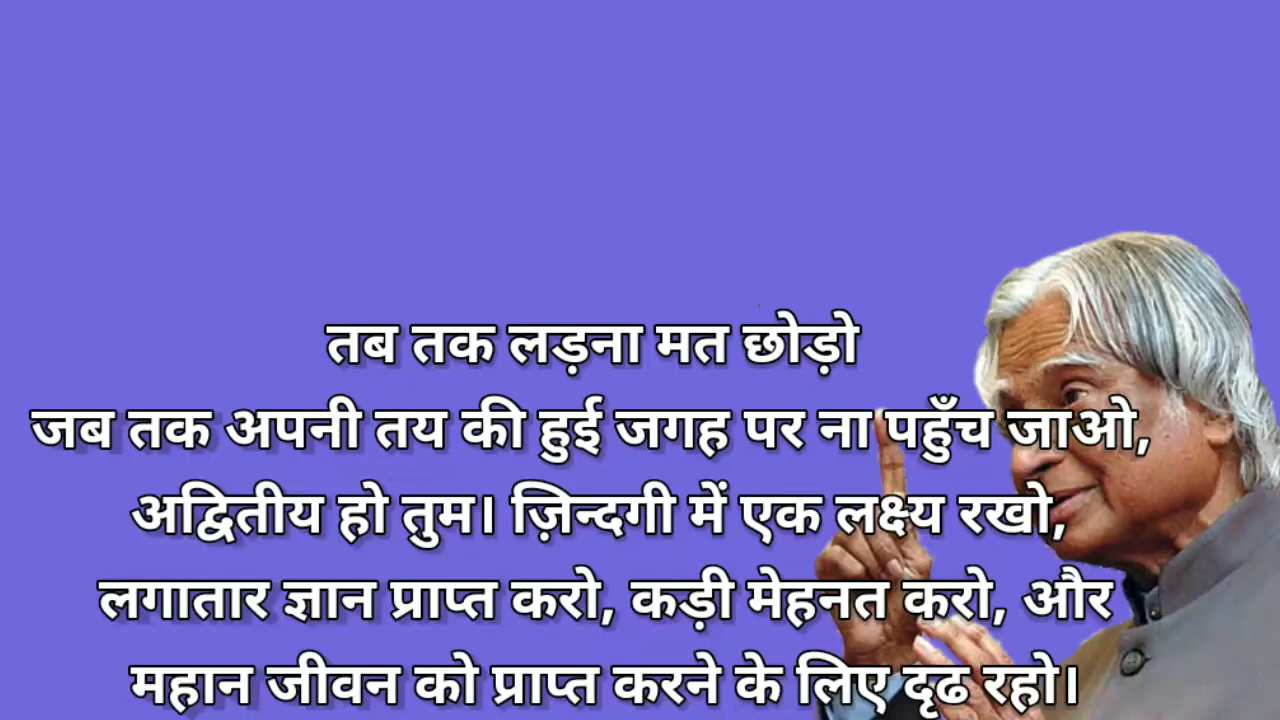 तब तक लड़ना मत छोड़ो
जब तक अपनी तय की हुई जगह पर ना पहुँच जाओ,
अद्वितीय हो तुम। ज़िन्दगी में एक लक्ष्य रखो,
लगातार ज्ञान प्राप्त करो, कड़ी मेहनत करो, और
महान जीवन को प्राप्त करने के लिए दृढ रहो।